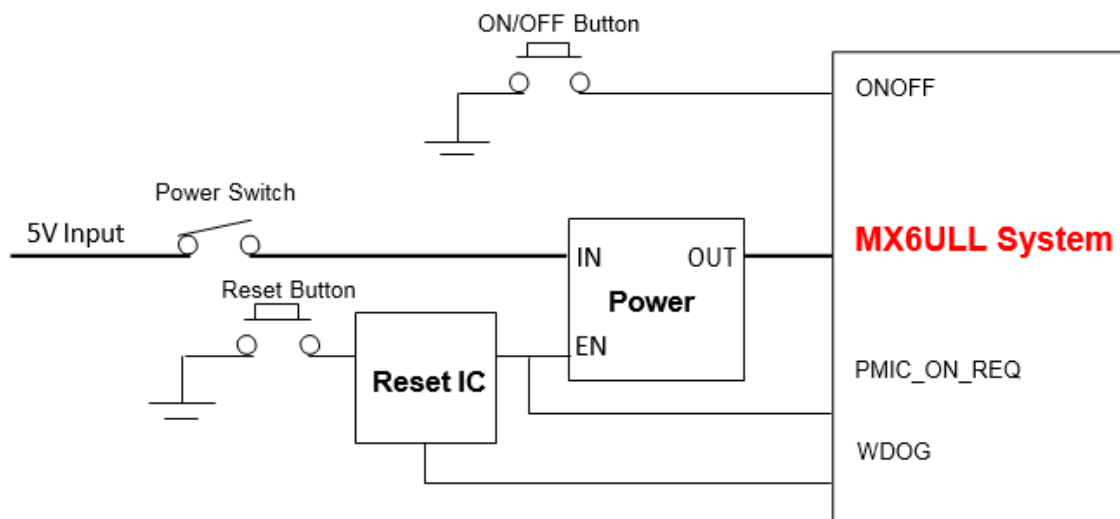 ON/OFF Button
ONOFF
Power Switch
5V Input
IN
OUT
MX6ULL System
Reset Button
Power
EN
Reset IC
PMIC_ON_REQ
WDOG